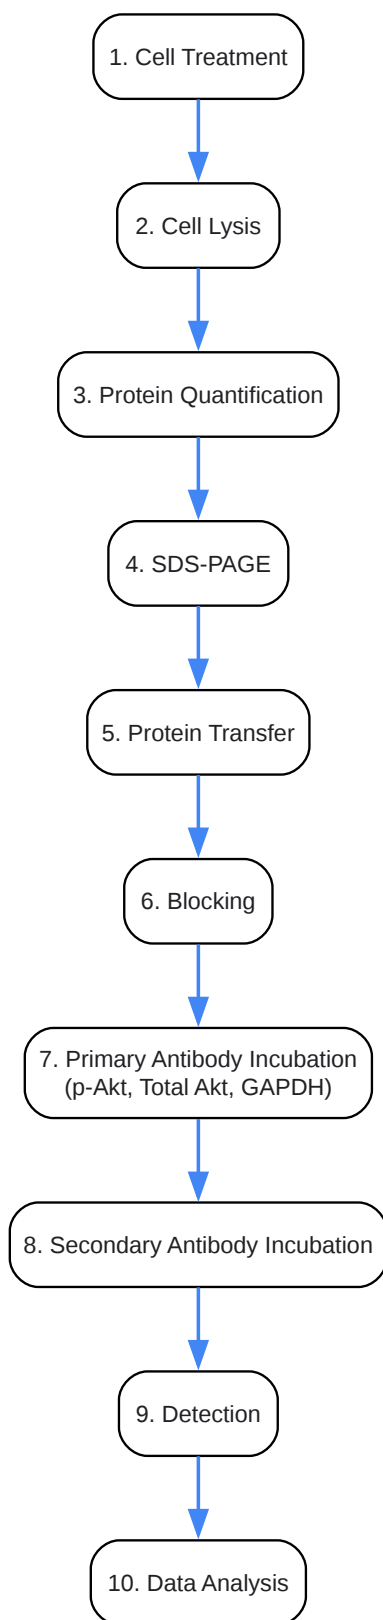 1. Cell Treatment
2. Cell Lysis
3. Protein Quantification
4. SDS-PAGE
5. Protein Transfer
6. Blocking
7. Primary Antibody Incubation
(p-Akt, Total Akt, GAPDH)
8. Secondary Antibody Incubation
9. Detection
10. Data Analysis